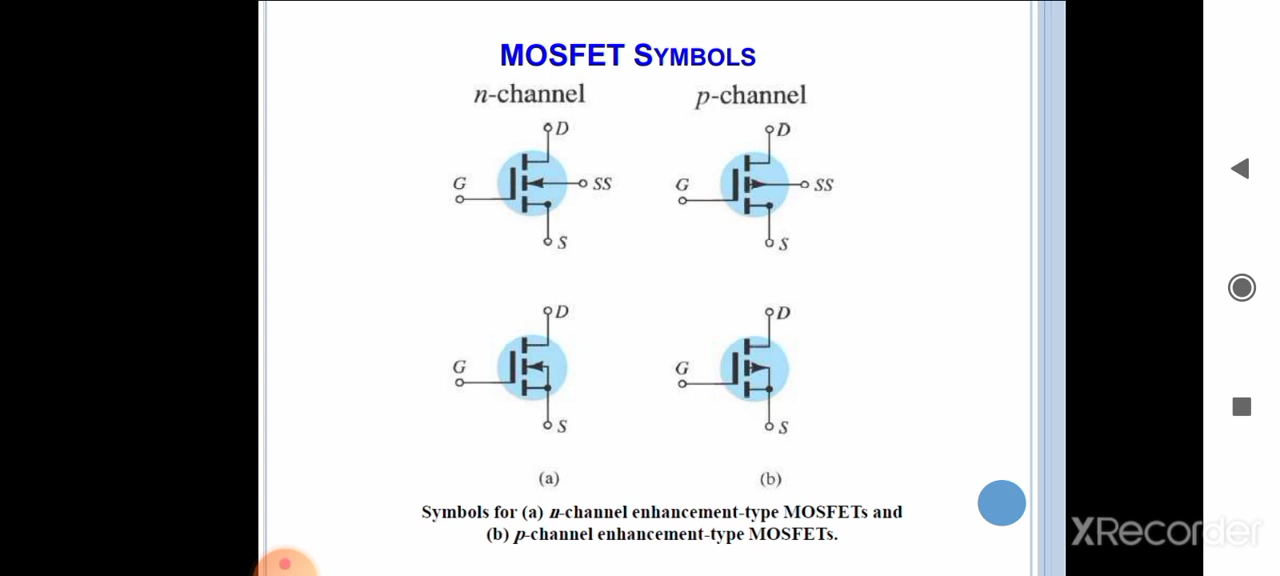 MOSFET SYMBOLS
n-channel p-channel
D D
G SS G SS
S S
D D
G G
S S
(a) (b)
Symbols for (a) n-channel enhancement-type MOSFETs and
(b) p-channel enhancement-type MOSFETs.
XRecorder